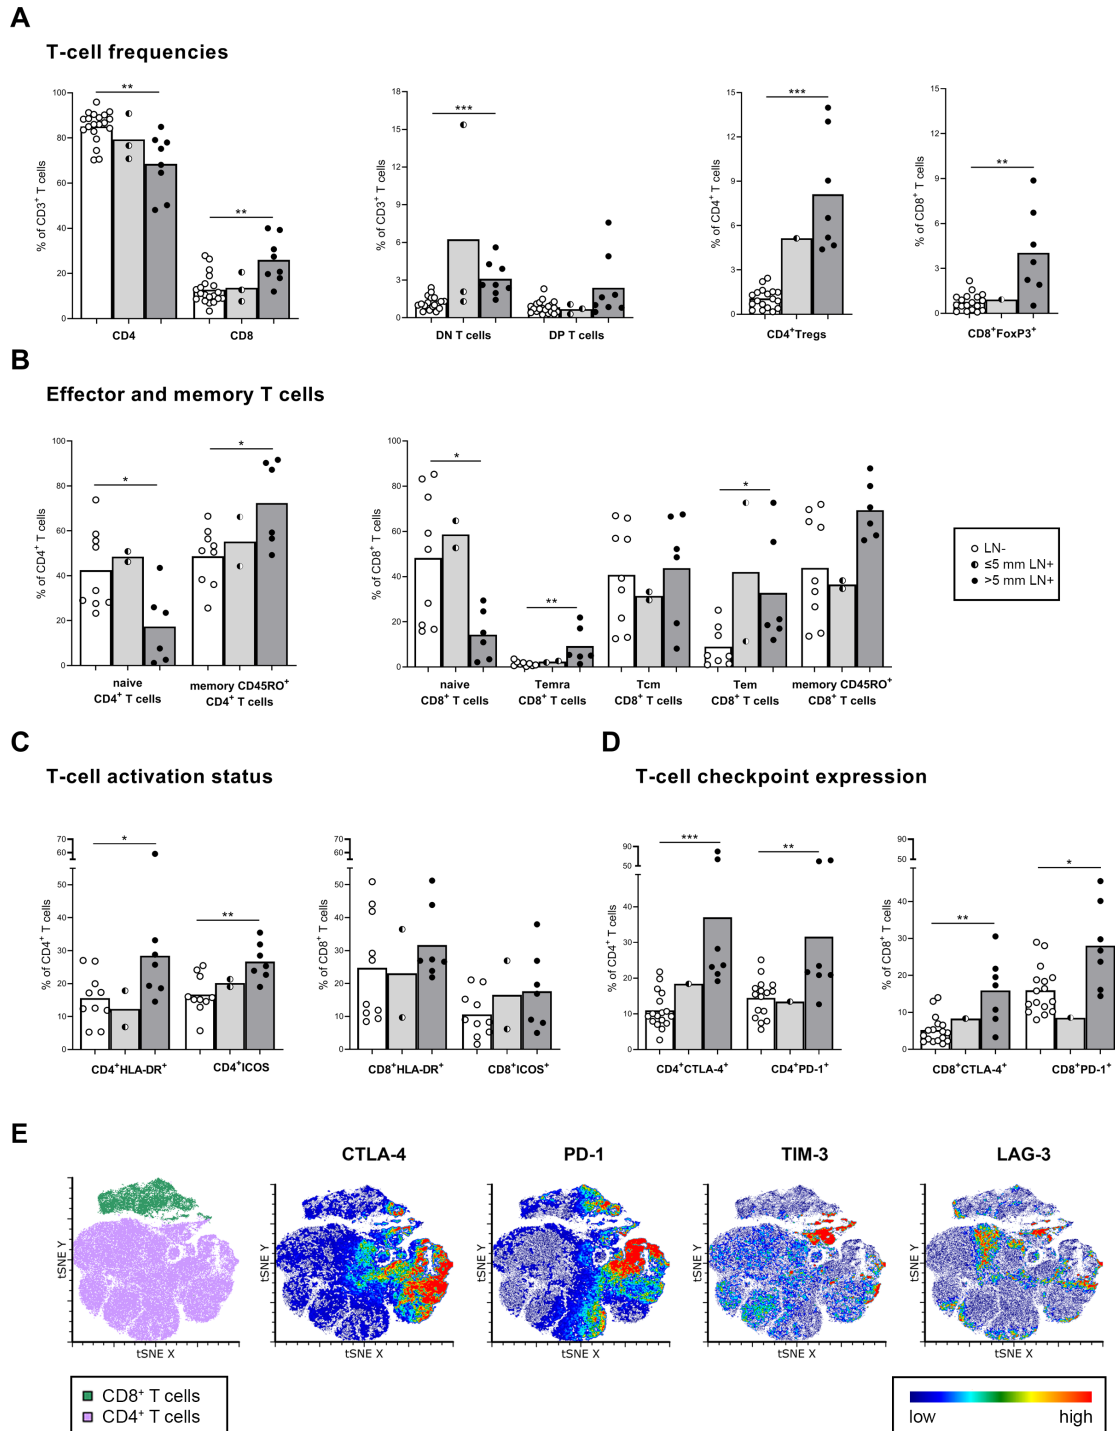 A
T-cell frequencies
% of CD3⁺ T cells
100
80
60
40
20
0
**
**
CD4
CD8
% of CD3⁺ T cells
18
15
12
9
6
3
0
***
DN T cells
DP T cells
% of CD4⁺ T cells
15
12
9
6
3
0
***
CD4⁺Tregs
% of CD8⁺ T cells
15
12
9
6
3
0
**
CD8⁺FoxP3⁺
B
Effector and memory T cells
% of CD4⁺ T cells
100
80
60
40
20
0
*
*
naive
CD4⁺ T cells
memory CD45RO⁺
CD4⁺ T cells
% of CD8⁺ T cells
100
80
60
40
20
0
*
**
*
naive
CD8⁺ T cells
Temra
CD8⁺ T cells
Tcm
CD8⁺ T cells
Tem
CD8⁺ T cells
memory CD45RO⁺
CD8⁺ T cells
LN-
≤5 mm LN+
>5 mm LN+
C
T-cell activation status
% of CD4⁺ T cells
70
60
50
40
30
20
10
0
*
**
CD4⁺HLA-DR⁺
CD4⁺ICOS
% of CD8⁺ T cells
70
60
50
40
30
20
10
0
CD8⁺HLA-DR⁺
CD8⁺ICOS⁺
D
T-cell checkpoint expression
% of CD4⁺ T cells
90
50
40
30
20
10
0
***
**
CD4⁺CTLA-4⁺
CD4⁺PD-1⁺
% of CD8⁺ T cells
90
50
40
30
20
10
0
**
*
CD8⁺CTLA-4⁺
CD8⁺PD-1⁺
E
tSNE Y
tSNE X
CTLA-4
tSNE Y
tSNE X
PD-1
tSNE Y
tSNE X
TIM-3
tSNE Y
tSNE X
LAG-3
tSNE Y
tSNE X
CD8⁺ T cells
CD4⁺ T cells
low
high